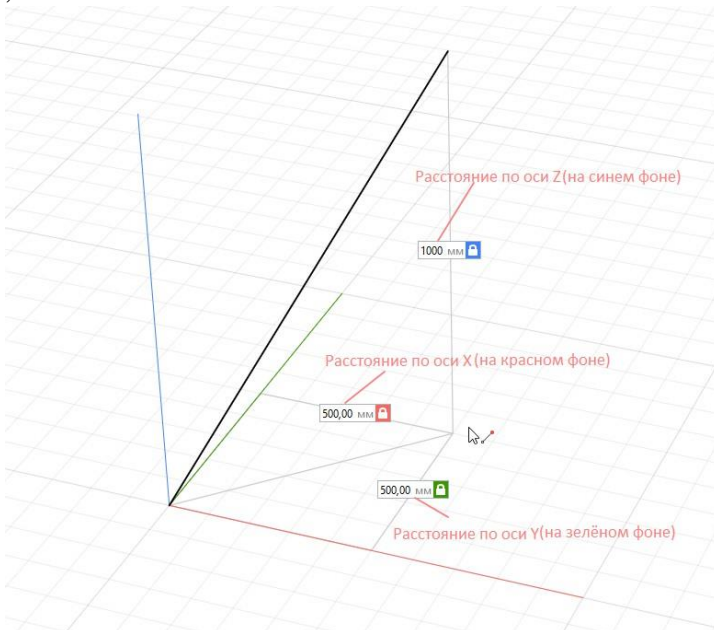 Расстояние по оси Z(на синем фоне)
1000 мм
Расстояние по оси X(на красном фоне)
500,00 мм
500,00 мм
Расстояние по оси Y(на зелёном фоне)